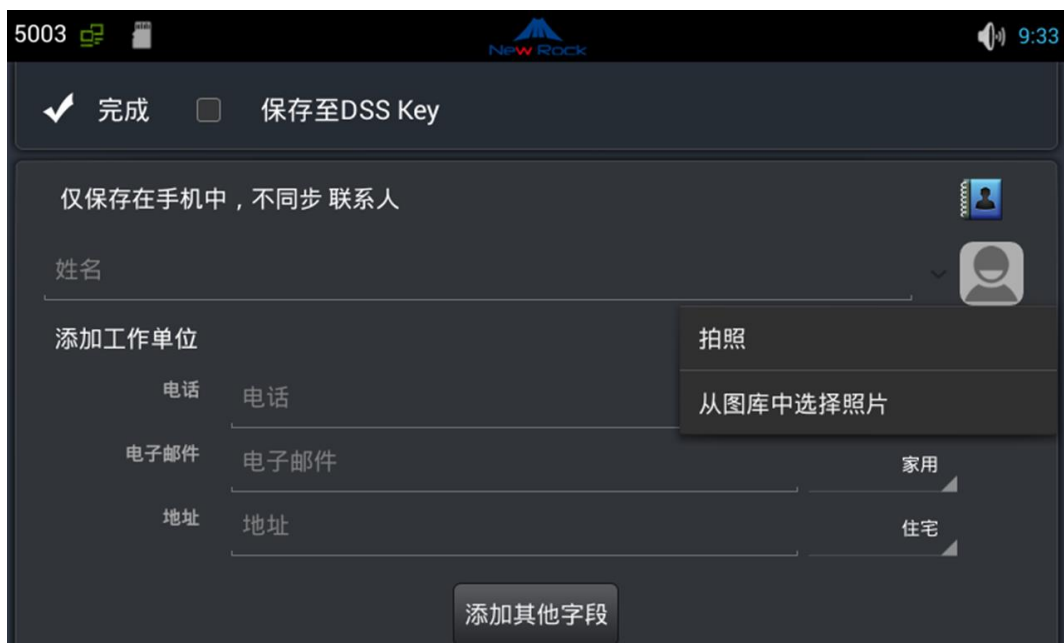 5003 New Rock 9:33
完成 保存至DSS Key
仅保存在手机中，不同步 联系人
姓名
添加工作单位
拍照
电话 电话
从图库中选择照片
电子邮件 电子邮件 家用
地址 地址 住宅
添加其他字段